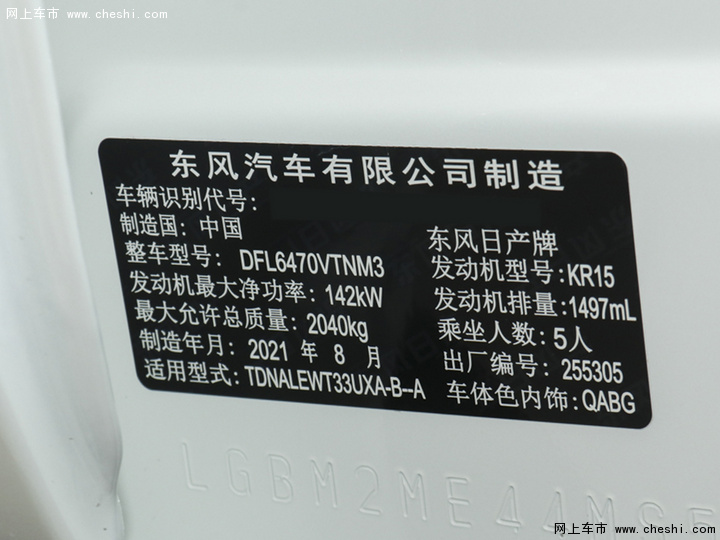 网上车市 · www.cheshi.com ·
东风汽车有限公司制造
车辆识别代号:
制造国: 中国
东风日产牌
整车型号: DFL6470VTNM3
发动机型号:KR15
发动机最大净功率: 142kW
发动机排量:1497mL
最大允许总质量: 2040kg
乘坐人数: 5人
制造年月: 2021 年 8 月
出厂编号: 255305
适用型式: TDNALEWT33UXA-B--A
车体色内饰: QABG
LGBM2ME44M
网上车市 · www.cheshi.com ·